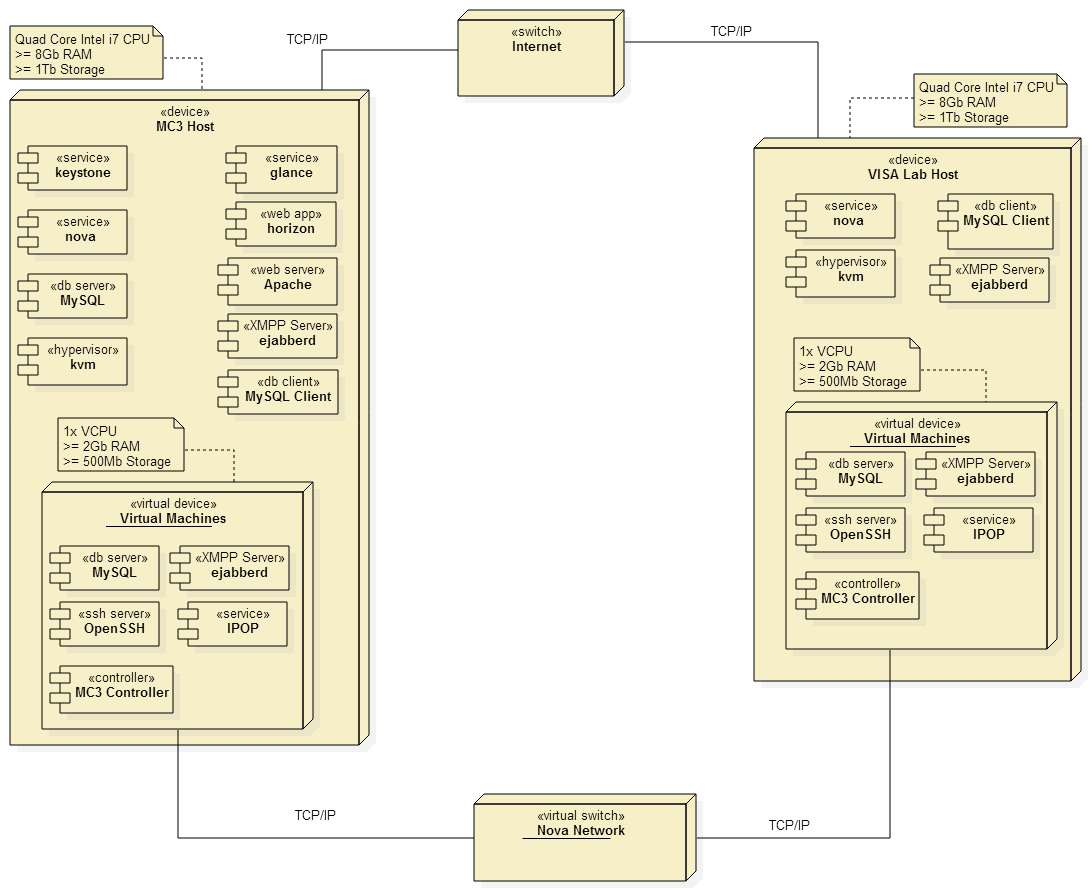 «switch»
Internet
TCP/IP
TCP/IP
Quad Core Intel i7 CPU
>= 8Gb RAM
>= 1Tb Storage
Quad Core Intel i7 CPU
>= 8Gb RAM
>= 1Tb Storage
«device»
MC3 Host
«service»
keystone
«service»
glance
«service»
nova
«web app»
horizon
«db server»
MySQL
«web server»
Apache
«hypervisor»
kvm
«XMPP Server»
ejabberd
«db client»
MySQL Client
1x VCPU
>= 2Gb RAM
>= 500Mb Storage
«virtual device»
Virtual Machines
«db server»
MySQL
«XMPP Server»
ejabberd
«ssh server»
OpenSSH
«service»
IPOP
«controller»
MC3 Controller
«device»
VISA Lab Host
«service»
nova
«db client»
MySQL Client
«hypervisor»
kvm
«XMPP Server»
ejabberd
1x VCPU
>= 2Gb RAM
>= 500Mb Storage
«virtual device»
Virtual Machines
«db server»
MySQL
«XMPP Server»
ejabberd
«ssh server»
OpenSSH
«service»
IPOP
«controller»
MC3 Controller
TCP/IP
«virtual switch»
Nova Network
TCP/IP